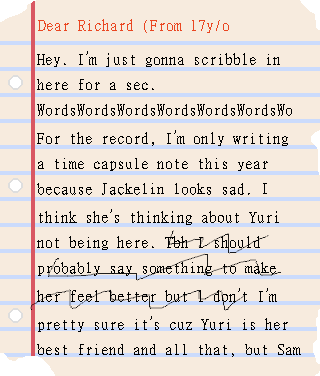 Dear Richard (From 17y/o
Hey. I'm just gonna scribble in
here for a sec.
WordsWordsWordsWordsWordsWordsWo
For the record, I'm only writing
a time capsule note this year
because Jackelin looks sad. I
think she's thinking about Yuri
not being here. Tbh I should
probably say something to make
her feel better but I don't I'm
pretty sure it's cuz Yuri is her
best friend and all that, but Sam